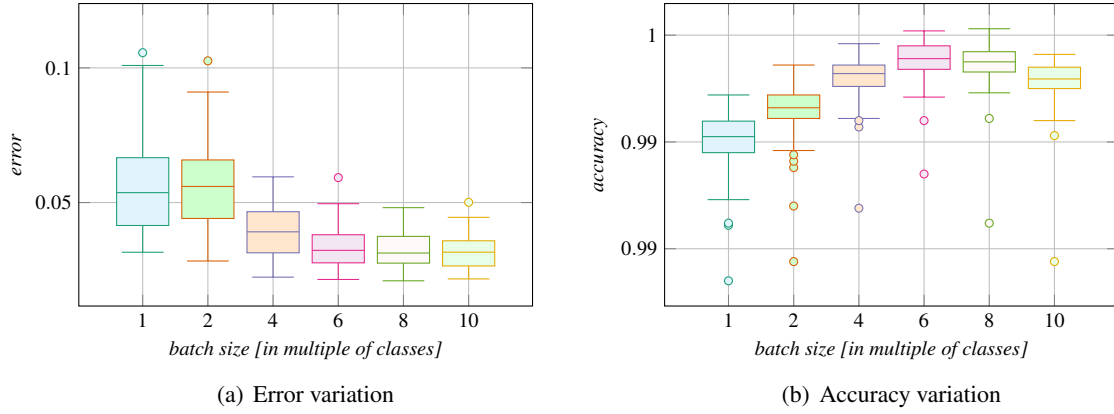 0.1
0.05
error
1 2 4 6 8 10
batch size [in multiple of classes]
(a) Error variation
1
0.99
0.99
accuracy
1 2 4 6 8 10
batch size [in multiple of classes]
(b) Accuracy variation